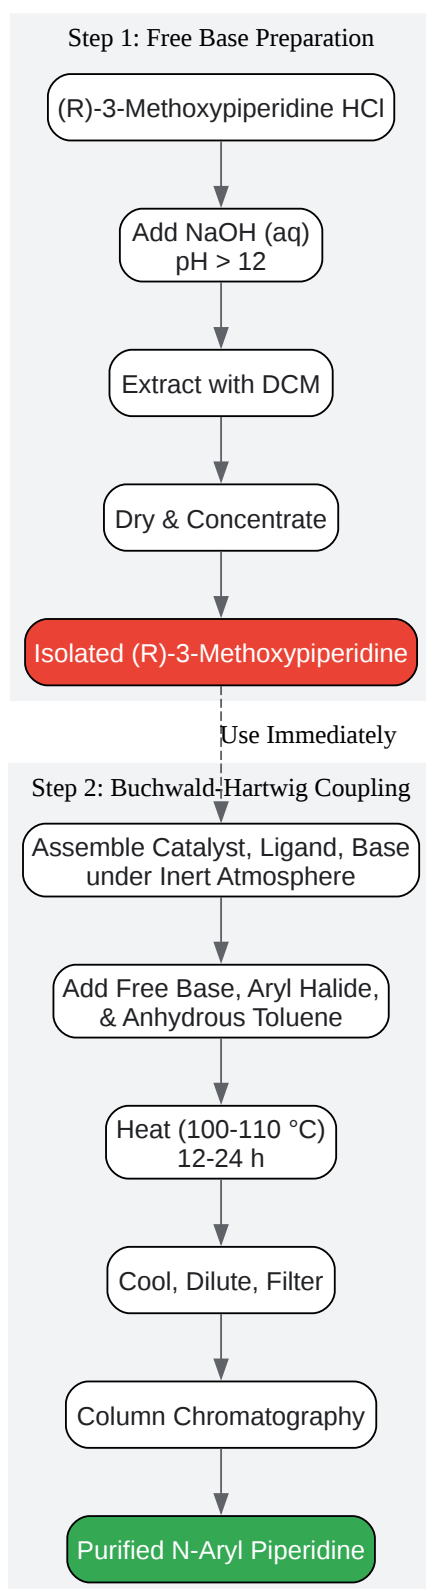 Step 1: Free Base Preparation
(R)-3-Methoxypiperidine HCl
Add NaOH (aq)
pH > 12
Extract with DCM
Dry & Concentrate
Isolated (R)-3-Methoxypiperidine
Use Immediately
Step 2: Buchwald-Hartwig Coupling
Assemble Catalyst, Ligand, Base
under Inert Atmosphere
Add Free Base, Aryl Halide,
& Anhydrous Toluene
Heat (100-110 °C)
12-24 h
Cool, Dilute, Filter
Column Chromatography
Purified N-Aryl Piperidine